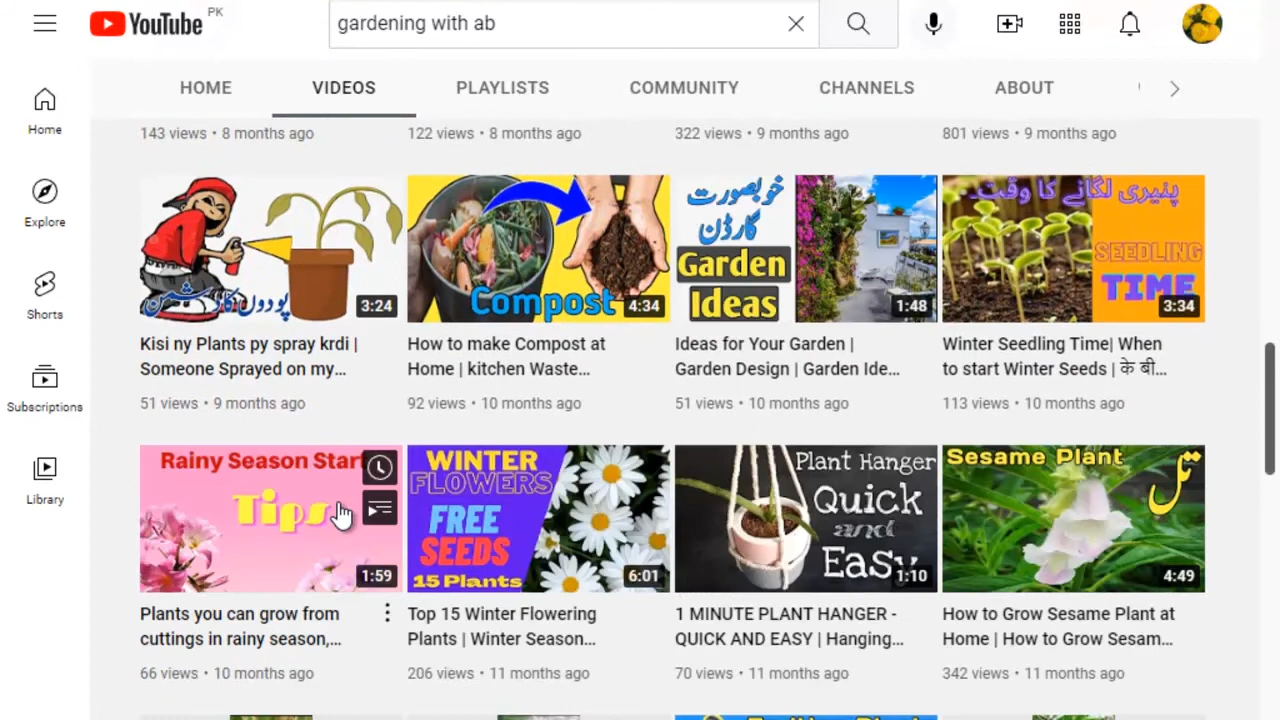 YouTube PK
gardening with ab
HOME VIDEOS PLAYLISTS COMMUNITY CHANNELS ABOUT
Home
Explore
Shorts
Subscriptions
Library
143 views • 8 months ago
122 views • 8 months ago
322 views • 9 months ago
801 views • 9 months ago
پودوں کا دشمن
3:24
Kisi ny Plants py spray krdi |
Someone Sprayed on my...
51 views • 9 months ago
Compost
4:34
How to make Compost at
Home | kitchen Waste...
92 views • 10 months ago
خوبصورت
گارڈن
Garden
Ideas
1:48
Ideas for Your Garden |
Garden Design | Garden Ide...
51 views • 10 months ago
پنیری لگانے کا وقت
SEEDLING
TIME
3:34
Winter Seedling Time| When
to start Winter Seeds | के बी...
113 views • 10 months ago
Rainy Season Start
Tips
1:59
Plants you can grow from
cuttings in rainy season,...
66 views • 10 months ago
WINTER
FLOWERS
FREE
SEEDS
15 Plants
6:01
Top 15 Winter Flowering
Plants | Winter Season...
206 views • 11 months ago
Plant Hanger
Quick
and
Easy
1:10
1 MINUTE PLANT HANGER -
QUICK AND EASY | Hanging...
70 views • 11 months ago
Sesame Plant
تل
4:49
How to Grow Sesame Plant at
Home | How to Grow Sesam...
342 views • 11 months ago